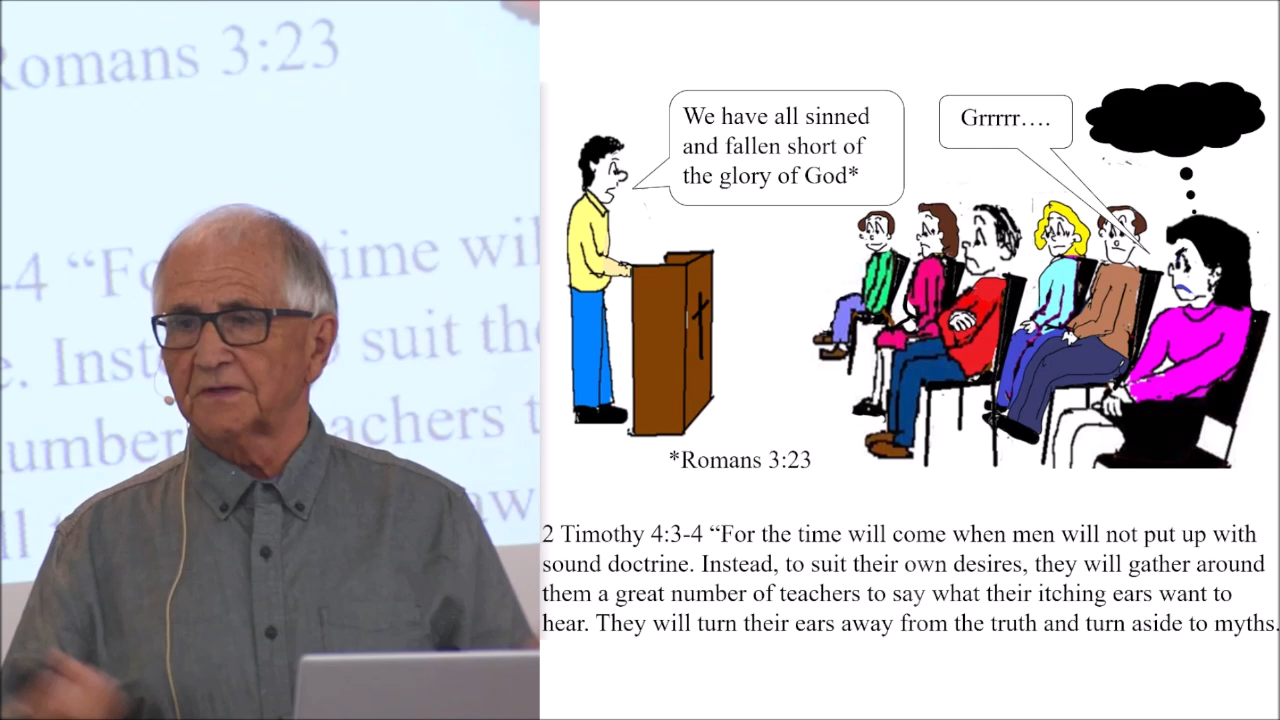 Romans 3:23
-4 “For time wil
e. Inst suit th
umber achers t
We have all sinned
and fallen short of
the glory of God*
Grrrrr....
*Romans 3:23
2 Timothy 4:3-4 “For the time will come when men will not put up with
sound doctrine. Instead, to suit their own desires, they will gather around
them a great number of teachers to say what their itching ears want to
hear. They will turn their ears away from the truth and turn aside to myths.